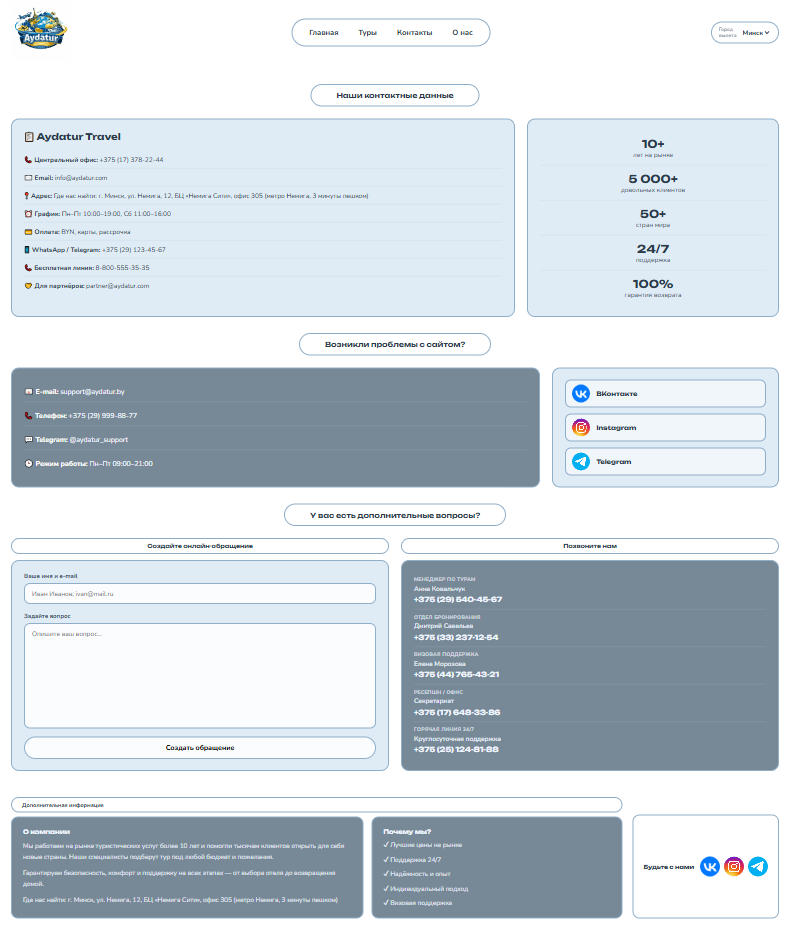 Aydatur
Главная Туры Контакты О нас
Город вылета
Минск
Наши контактные данные
Aydatur Travel
Центральный офис: +375 (17) 378-22-44
Email: info@aydatur.com
Адрес: Где нас найти: г. Минск, ул. Немига, 12, БЦ «Немига Сити», офис 305 (метро Немига, 3 минуты пешком)
График: Пн–Пт 10:00–19:00, Сб 11:00–16:00
Оплата: BYN, карты, рассрочка
WhatsApp / Telegram: +375 (29) 123-45-67
Бесплатная линия: 8-800-555-35-35
Для партнёров: partner@aydatur.com
10+
лет на рынке
5 000+
довольных клиентов
50+
стран мира
24/7
поддержка
100%
гарантия возврата
Возникли проблемы с сайтом?
E-mail: support@aydatur.by
Телефон: +375 (29) 999-88-77
Telegram: @aydatur_support
Режим работы: Пн–Пт 09:00–21:00
ВКонтакте
Instagram
Telegram
У вас есть дополнительные вопросы?
Создайте онлайн-обращение
Ваше имя и e-mail
Иван Иванов, ivan@mail.ru
Задайте вопрос
Опишите ваш вопрос...
Создать обращение
Позвоните нам
МЕНЕДЖЕР ПО ТУРАМ
Анна Ковальчук
+375 (29) 540-45-67
ОТДЕЛ БРОНИРОВАНИЯ
Дмитрий Савельев
+375 (33) 237-12-54
ВИЗОВАЯ ПОДДЕРЖКА
Елена Морозова
+375 (44) 765-43-21
РЕСЕПШН / ОФИС
Секретариат
+375 (17) 648-33-86
ГОРЯЧАЯ ЛИНИЯ 24/7
Круглосуточная поддержка
+375 (25) 124-81-88
Дополнительная информация
О компании
Мы работаем на рынке туристических услуг более 10 лет и помогли тысячам клиентов открыть для себя
новые страны. Наши специалисты подберут тур под любой бюджет и пожелания.
Гарантируем безопасность, комфорт и поддержку на всех этапах — от выбора отеля до возвращения
домой.
Где нас найти: г. Минск, ул. Немига, 12, БЦ «Немига Сити», офис 305 (метро Немига, 3 минуты пешком)
Почему мы?
✓ Лучшие цены на рынке
✓ Поддержка 24/7
✓ Надёжность и опыт
✓ Индивидуальный подход
✓ Визовая поддержка
Будьте с нами